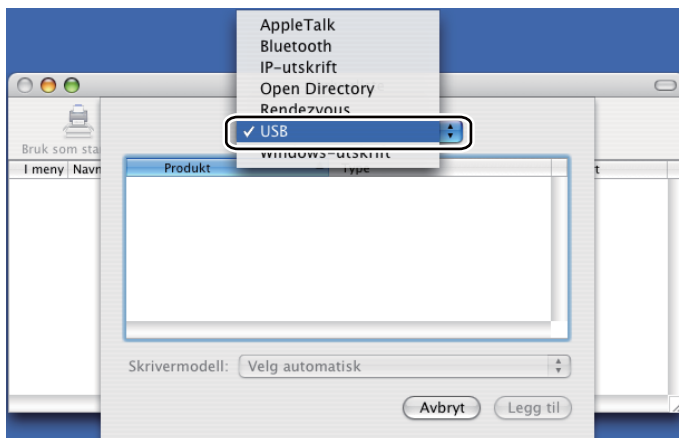 AppleTalk
Bluetooth
IP-utskrift
Open Directory
Rendezvous
✓ USB
Windows-utskrift
Bruk som sta
I meny Navn
Produkt Type
t
Skrivermodell: Velg automatisk
Avbryt Legg til